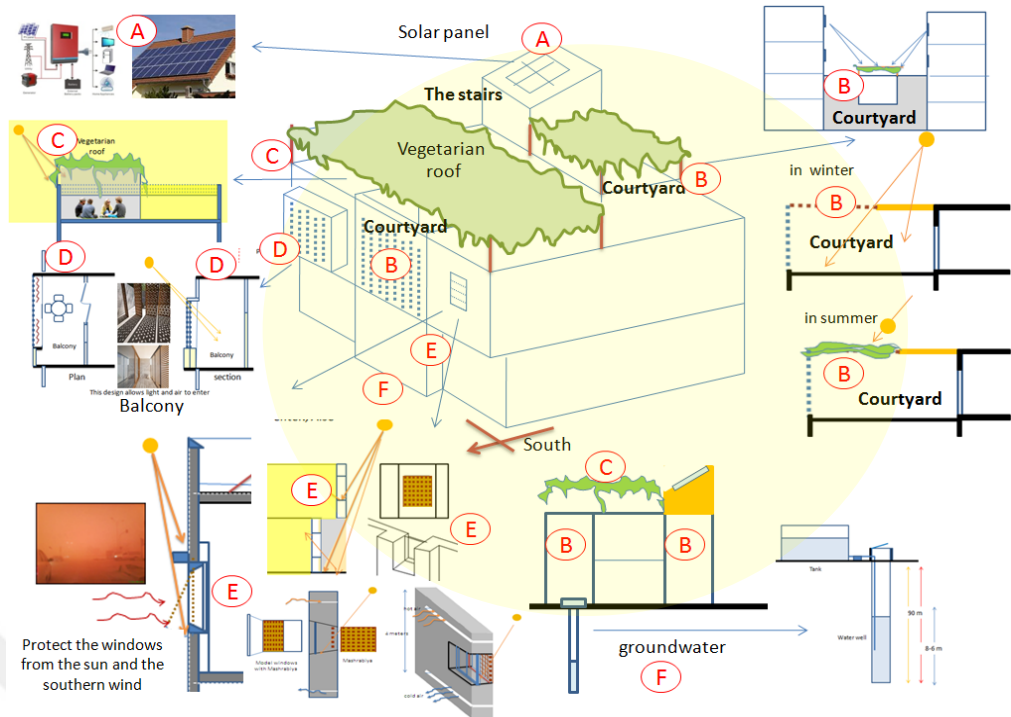 A
Solar panel
A
The stairs
B
Courtyard
C
Vegetarian
roof
C
Vegetarian
roof
Courtyard
B
in winter
B
Courtyard
Courtyard
B
D
D
D
Balcony
Plan
Balcony
section
This design allows light and air to enter
Balcony
in summer
B
Courtyard
E
F
South
E
E
C
B
B
Tank
90 m
Water well
8-6 m
E
Protect the windows
from the sun and the
southern wind
Model windows
with Mashrabiya
Mashrabiya
hot air
cold air
groundwater
F